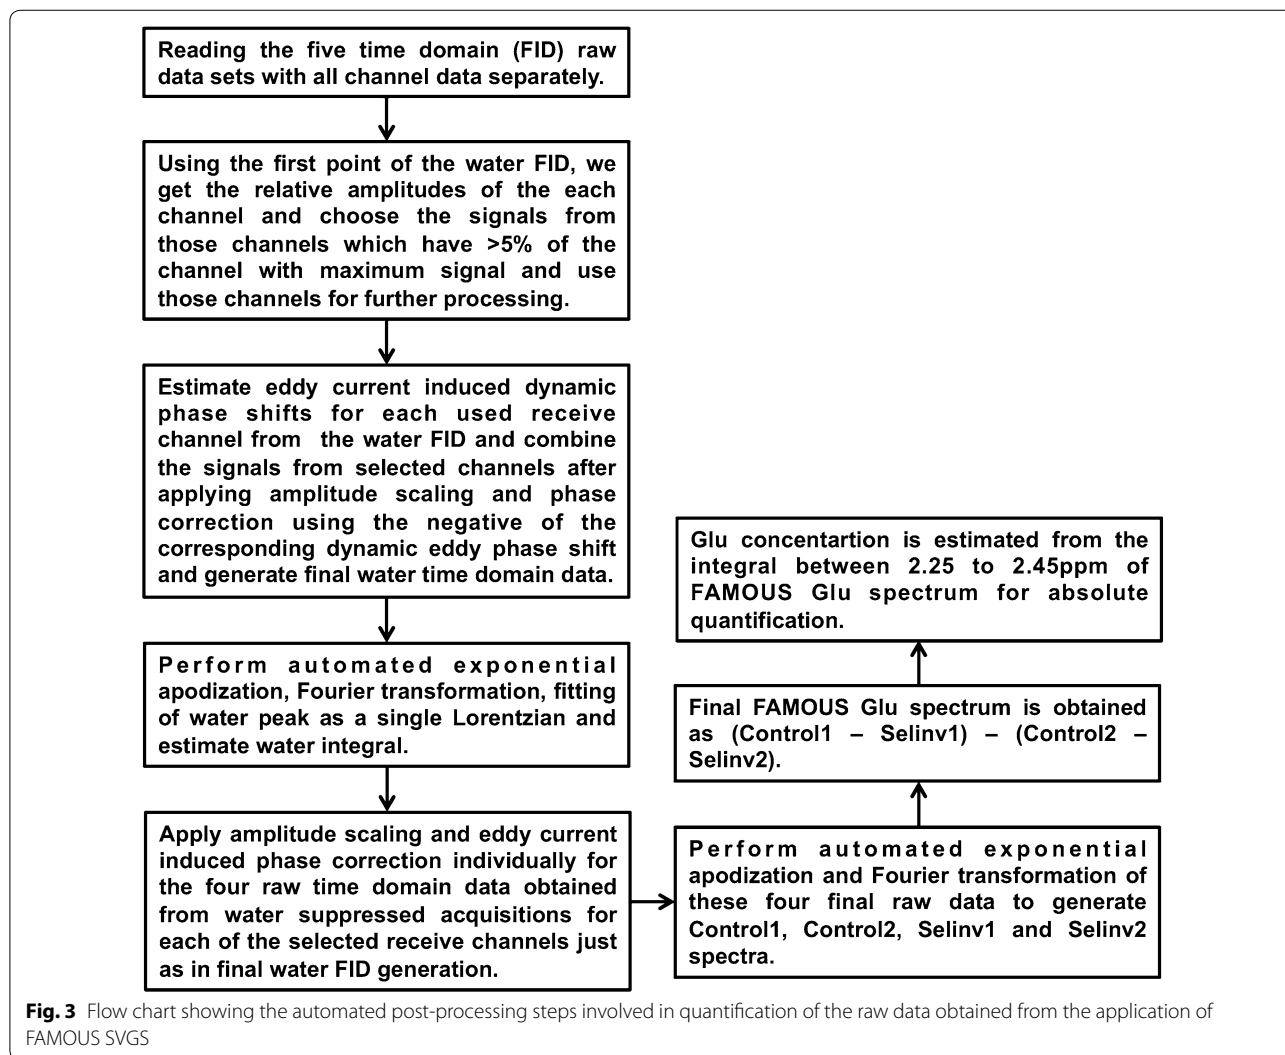 Reading the five time domain (FID) raw
data sets with all channel data separately.
Using the first point of the water FID, we
get the relative amplitudes of the each
channel and choose the signals from
those channels which have >5% of the
channel with maximum signal and use
those channels for further processing.
Estimate eddy current induced dynamic
phase shifts for each used receive
channel from the water FID and combine
the signals from selected channels after
applying amplitude scaling and phase
correction using the negative of the
corresponding dynamic eddy phase shift
and generate final water time domain data.
Perform automated exponential
apodization, Fourier transformation, fitting
of water peak as a single Lorentzian and
estimate water integral.
Apply amplitude scaling and eddy current
induced phase correction individually for
the four raw time domain data obtained
from water suppressed acquisitions for
each of the selected receive channels just
as in final water FID generation.
Perform automated exponential
apodization and Fourier transformation of
these four final raw data to generate
Control1, Control2, Selinv1 and Selinv2
spectra.
Final FAMOUS Glu spectrum is obtained
as (Control1 – Selinv1) – (Control2 –
Selinv2).
Glu concentartion is estimated from the
integral between 2.25 to 2.45ppm of
FAMOUS Glu spectrum for absolute
quantification.
Fig. 3 Flow chart showing the automated post-processing steps involved in quantification of the raw data obtained from the application of
FAMOUS SVGS